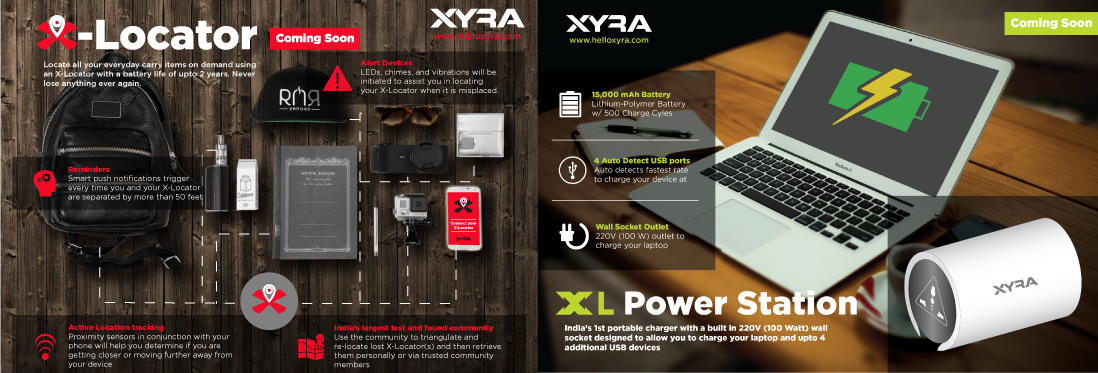 X-Locator
Coming Soon
XYRA
www.helloxyra.com
Locate all your everyday carry items on demand using
an X-Locator with a battery life of upto 2 years. Never
lose anything ever again.
Alert Devices
LEDs, chimes, and vibrations will be
initiated to assist you in locating
your X-Locator when it is misplaced.
RMR
VAPORS
Reminders
Smart push notifications trigger
every time you and your X-Locator
are separated by more than 50 feet
NOTE BOOK
Connect your
X-Locator
XYRA
Active Location tracking
Proximity sensors in conjunction with your
phone will help you determine if you are
getting closer or moving further away from
your device
India's largest lost and found community
Use the community to triangulate and
re-locate lost X-Locator(s) and then retrieve
them personally or via trusted community
members
XYRA
www.helloxyra.com
Coming Soon
15,000 mAh Battery
Lithium-Polymer Battery
w/ 500 Charge Cyles
4 Auto Detect USB ports
Auto detects fastest rate
to charge your device at
Wall Socket Outlet
220V (100 W) outlet to
charge your laptop
XL Power Station
India's 1st portable charger with a built in 220V (100 Watt) wall
socket designed to allow you to charge your laptop and upto 4
additional USB devices
XYRA